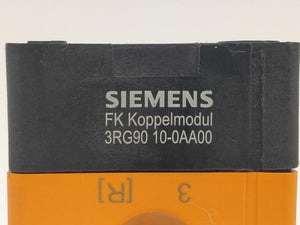 SIEMENS
FK Koppelmodul
3RG90 10-0AA00
3 [R]